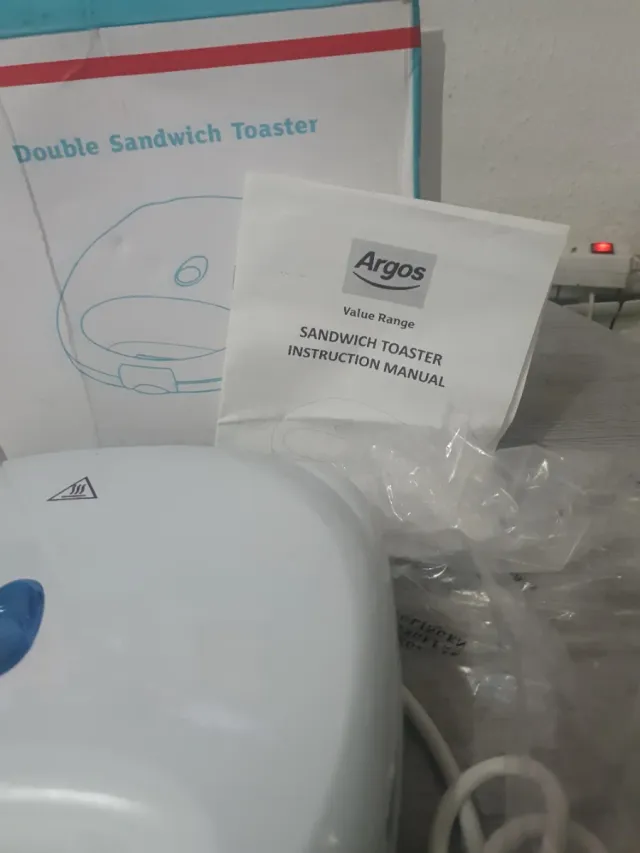 Double Sandwich Toaster
Argos
Value Range
SANDWICH TOASTER
INSTRUCTION MANUAL